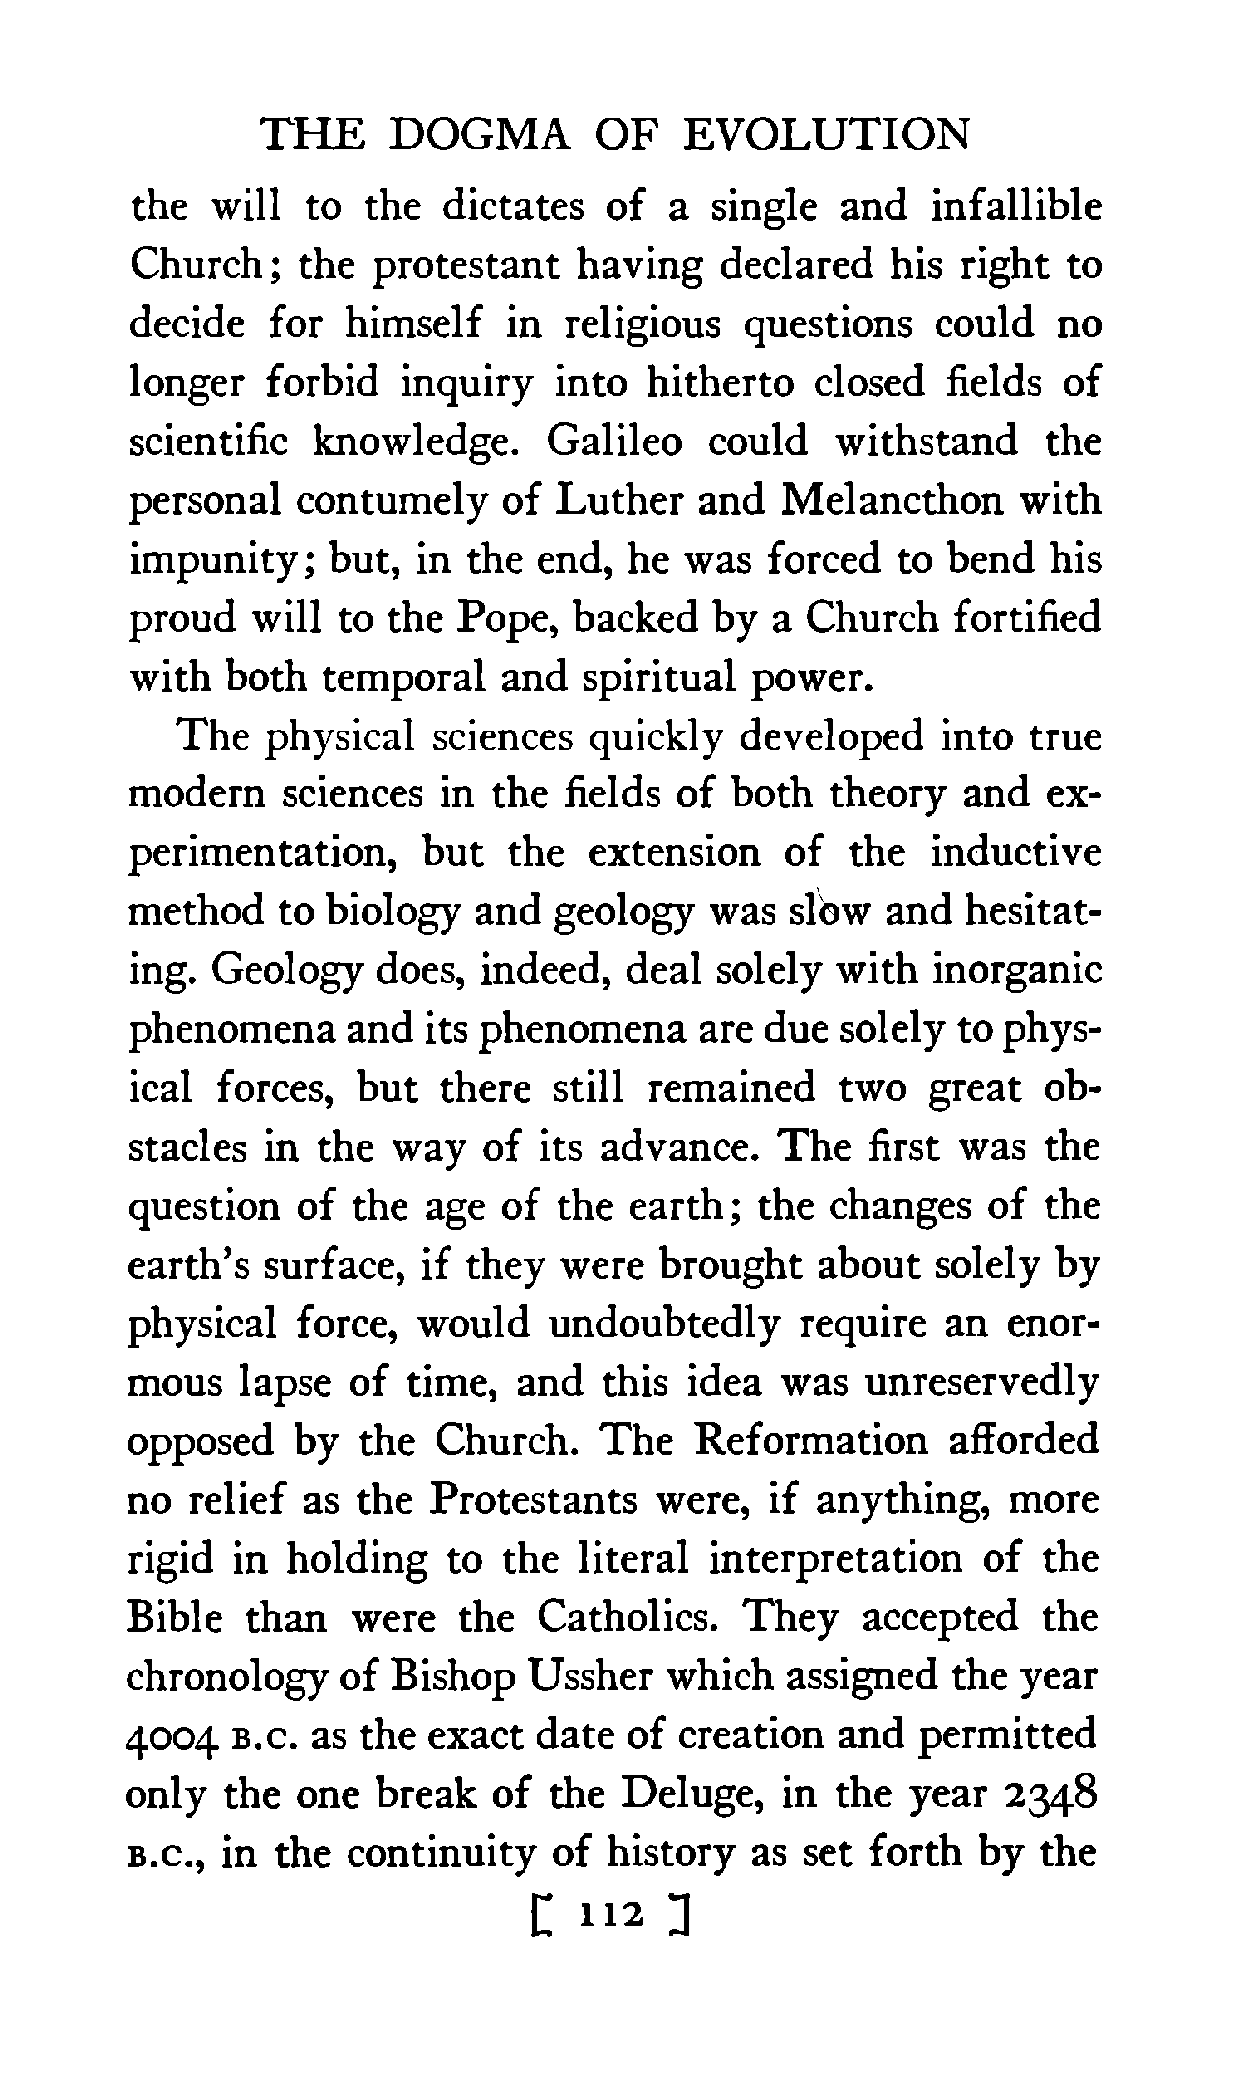 THE DOGMA OF EVOLUTION
the will to the dictates of a single and infallible
Church; the protestant having declared his right to
decide for himself in religious questions could no
longer forbid inquiry into hitherto closed fields of
scientific knowledge. Galileo could withstand the
personal contumely of Luther and Melancthon with
impunity; but, in the end, he was forced to bend his
proud will to the Pope, backed by a Church fortified
with both temporal and spiritual power.
The physical sciences quickly developed into true
modern sciences in the fields of both theory and ex-
perimentation, but the extension of the inductive
method to biology and geology was slow and hesitat-
ing. Geology does, indeed, deal solely with inorganic
phenomena and its phenomena are due solely to phys-
ical forces, but there still remained two great ob-
stacles in the way of its advance. The first was the
question of the age of the earth; the changes of the
earth's surface, if they were brought about solely by
physical force, would undoubtedly require an enor-
mous lapse of time, and this idea was unreservedly
opposed by the Church. The Reformation afforded
no relief as the Protestants were, if anything, more
rigid in holding to the literal interpretation of the
Bible than were the Catholics. They accepted the
chronology of Bishop Ussher which assigned the year
4004 B.C. as the exact date of creation and permitted
only the one break of the Deluge, in the year 2348
B.C., in the continuity of history as set forth by the
[ 112 ]